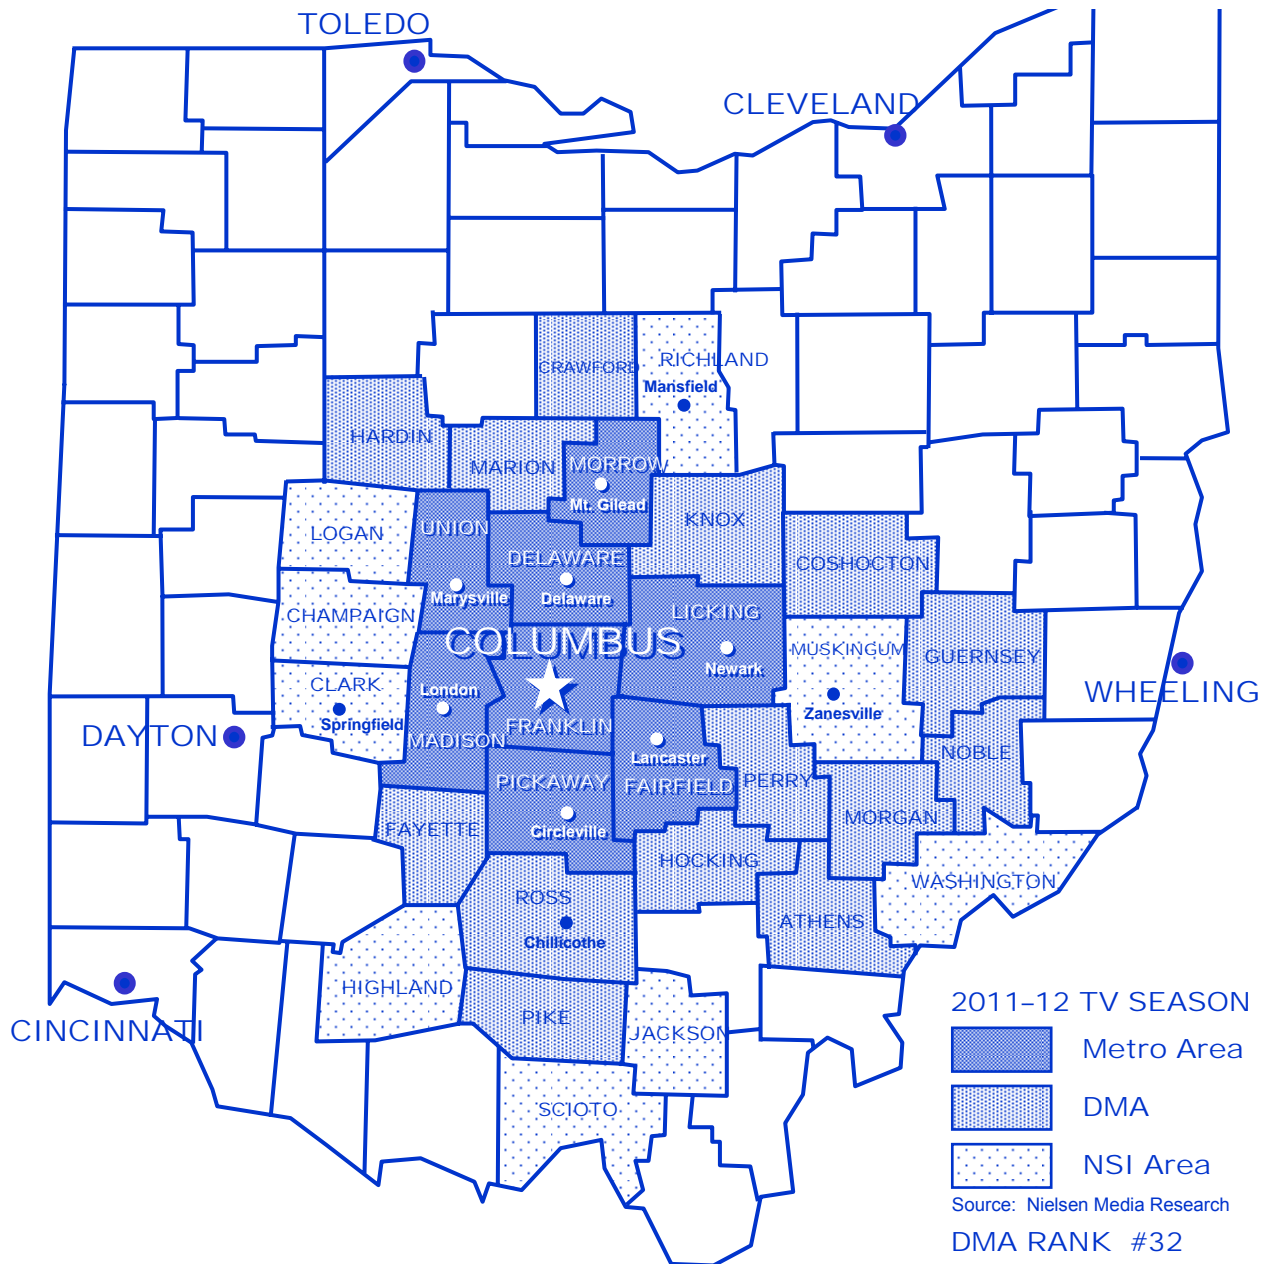 TOLEDO
CLEVELAND
CRAWFORD
RICHLAND
Mansfield
HARDIN
MARION
MORROW
Mt. Gilead
LOGAN
UNION
KNOX
DELAWARE
COSHOCTON
Marysville
Delaware
CHAMPAIGN
LICKING
COLUMBUS
MUSKINGUM
GUERNSEY
Newark
CLARK
London
WHEELING
Springfield
Zanesville
FRANKLIN
DAYTON
MADISON
NOBLE
Lancaster
PICKAWAY
FAIRFIELD
PERRY
FAYETTE
Circleville
MORGAN
HOCKING
WASHINGTON
ROSS
ATHENS
Chillicothe
HIGHLAND
2011-12 TV SEASON
PIKE
CINCINNATI
JACKSON
Metro Area
SCIOTO
DMA
NSI Area
Source: Nielsen Media Research
DMA RANK #32